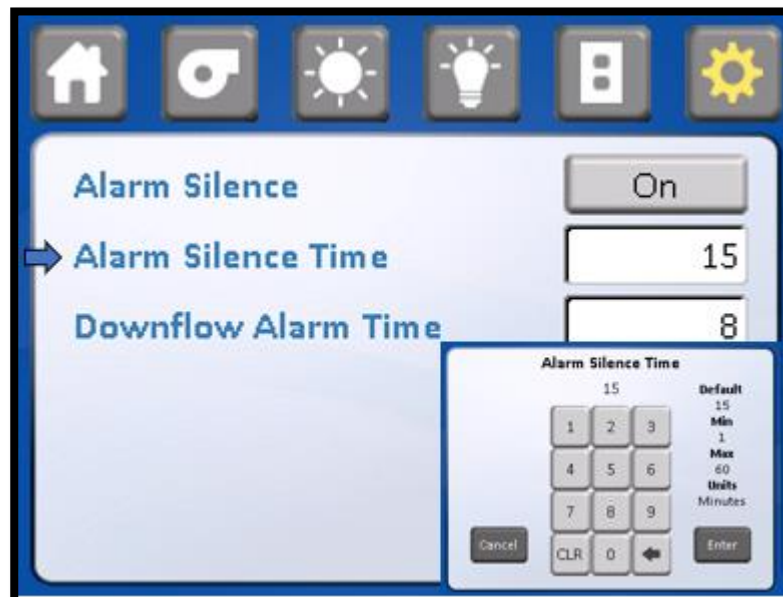 Alarm Silence On
Alarm Silence Time 15
Downflow Alarm Time 8
Alarm Silence Time
15
Default
15
Min
1
Max
60
Units
Minutes
1 2 3
4 5 6
7 8 9
CLR 0
Cancel
Enter